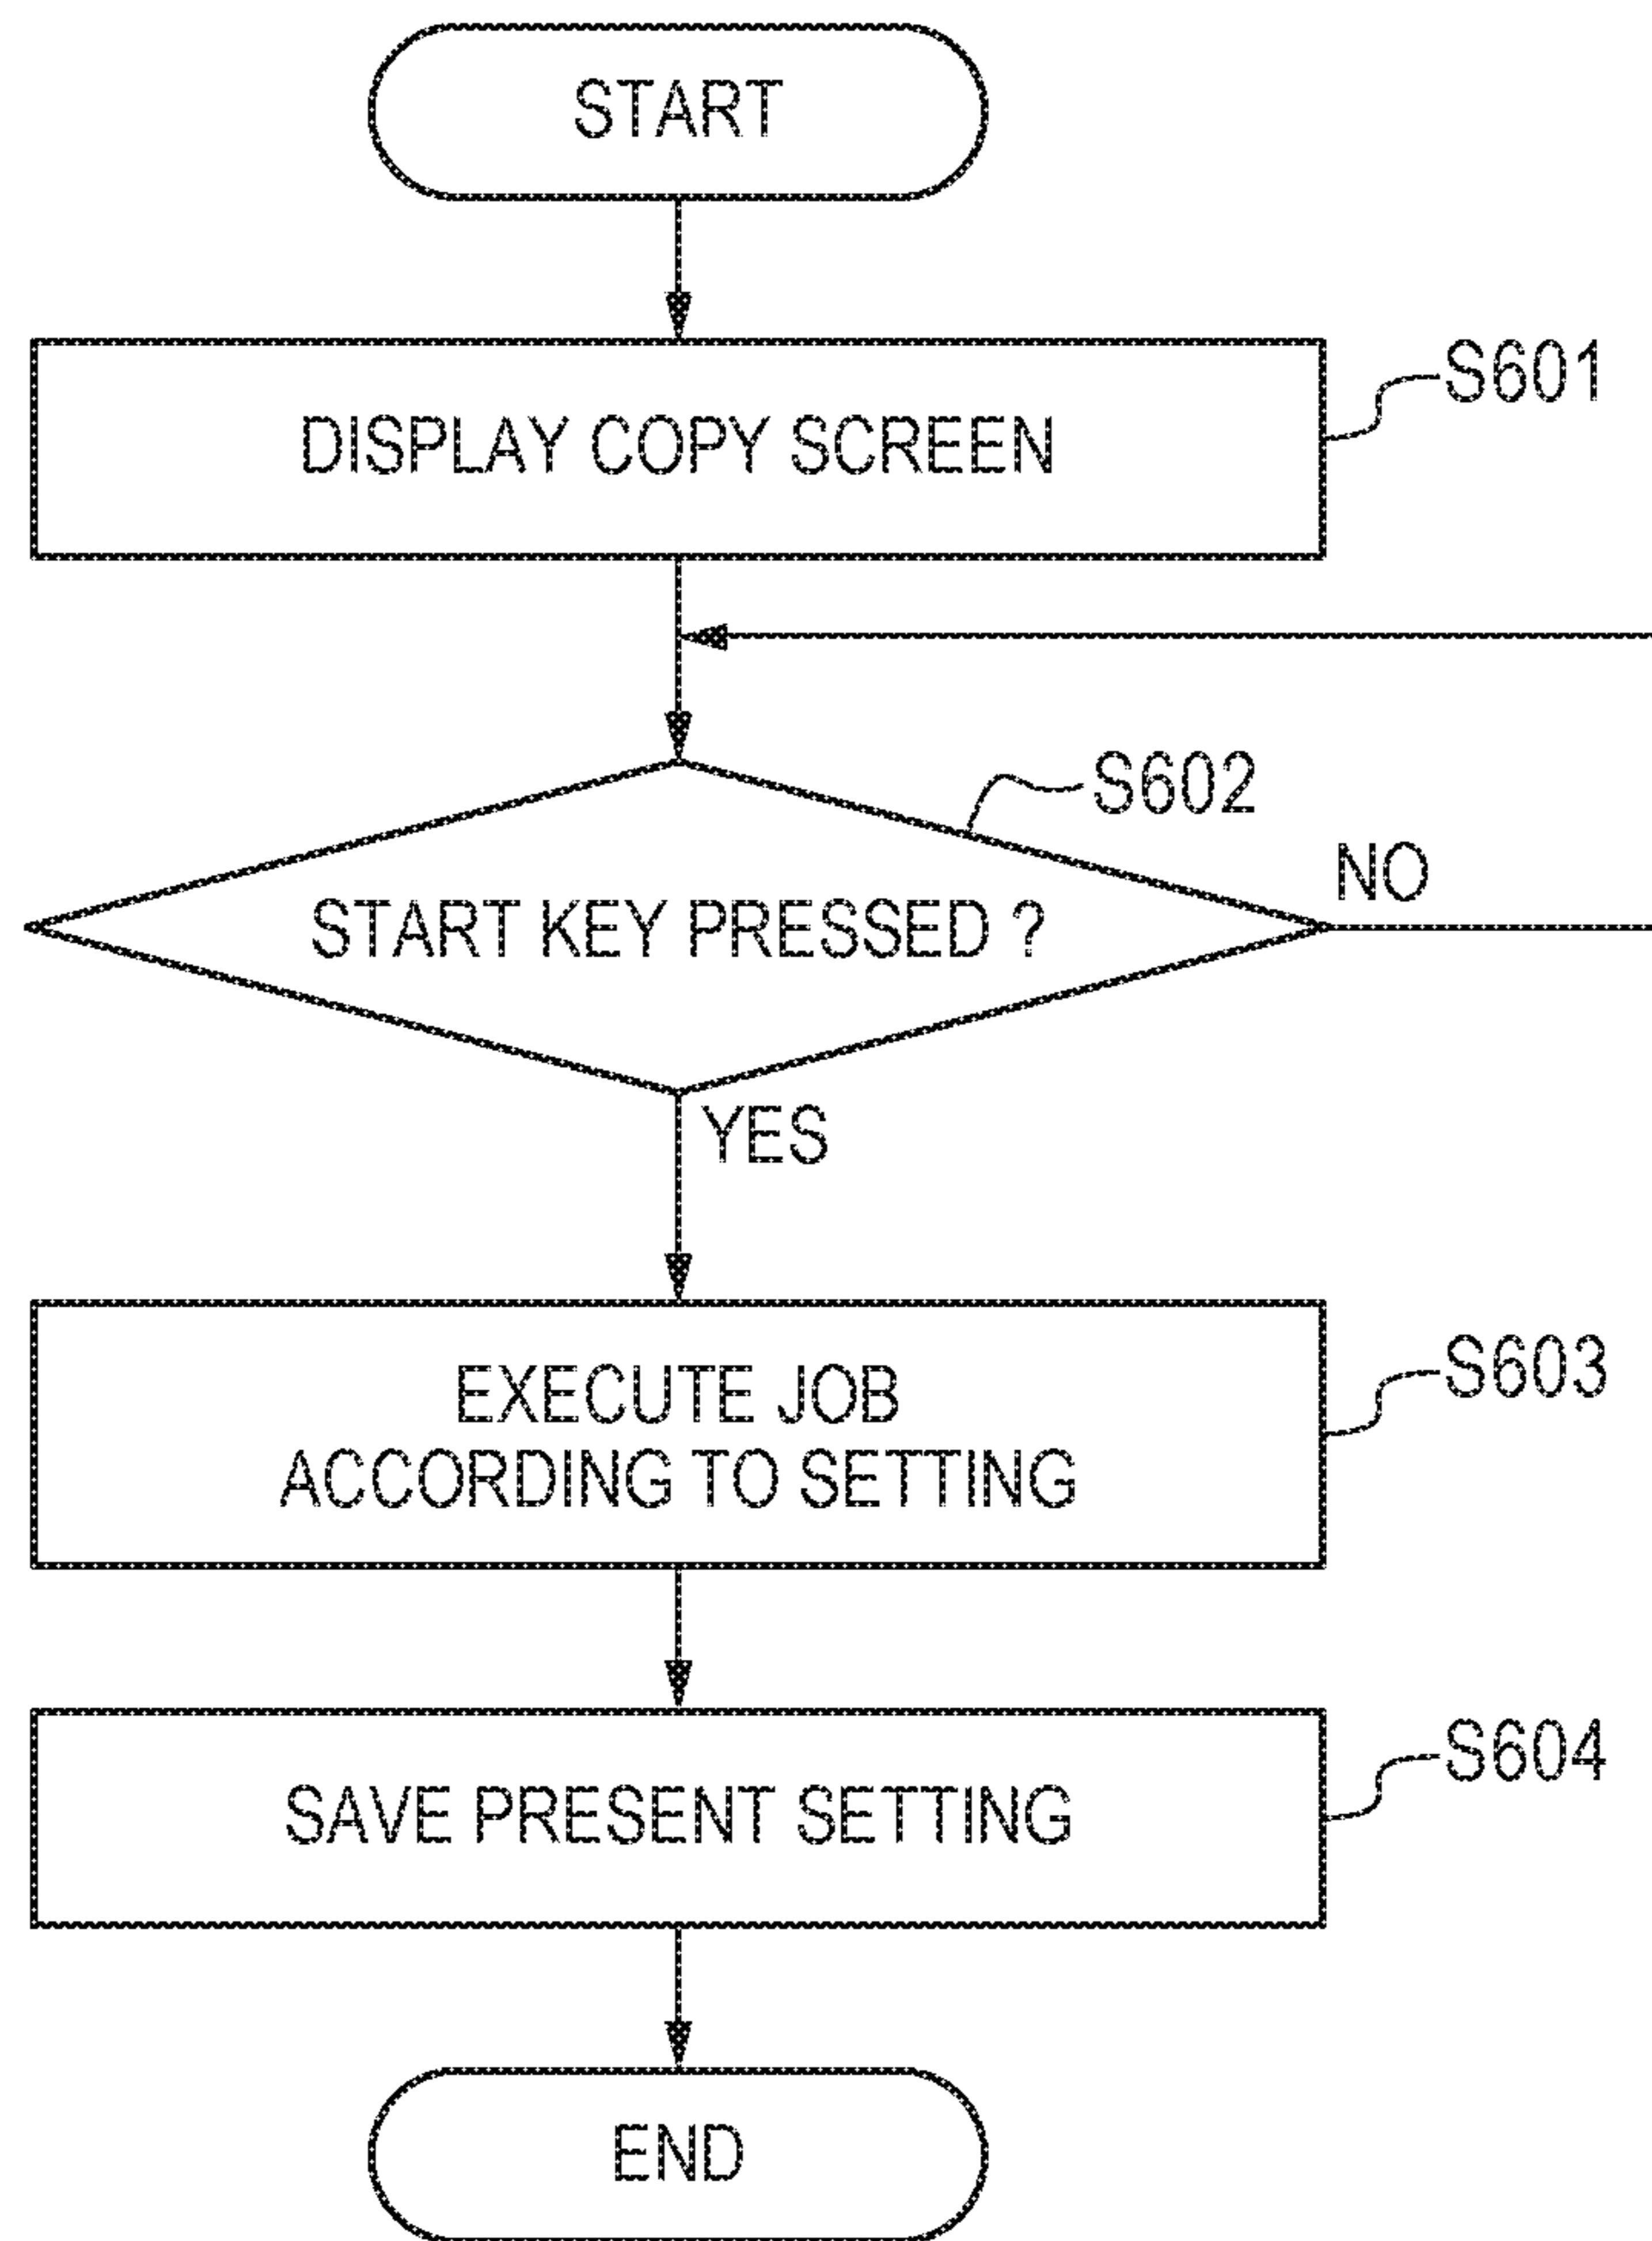 START
DISPLAY COPY SCREEN
S601
S602
START KEY PRESSED ?
NO
YES
EXECUTE JOB
ACCORDING TO SETTING
S603
SAVE PRESENT SETTING
S604
END